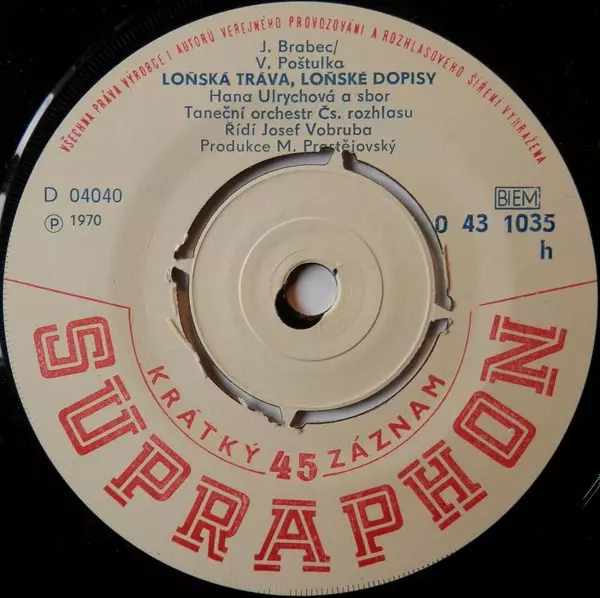 VŠECHNA PRÁVA VÝROBCE I AUTORŮ VEŘEJNÉHO PROVOZOVÁNÍ A ROZHLASOVÉHO ŠÍŘENÍ VYHRAŽENA
J. Brabec/
V. Poštulka
LOŇSKÁ TRÁVA, LOŇSKÉ DOPISY
Hana Ulrychová a sbor
Taneční orchestr Čs. rozhlasu
Řídí Josef Vobruba
Produkce M. Prostějovský
D 04040
Ⓟ 1970
BIEM
0 43 1035
h
KRÁTKÝ 45 ZÁZNAM
SUPRAPHON